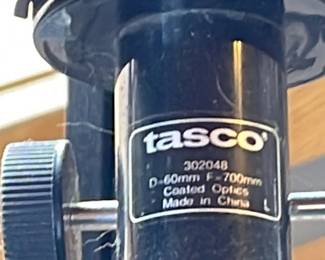 tasco®
302048
D=60mm F=700mm
Coated Optics
Made in China L